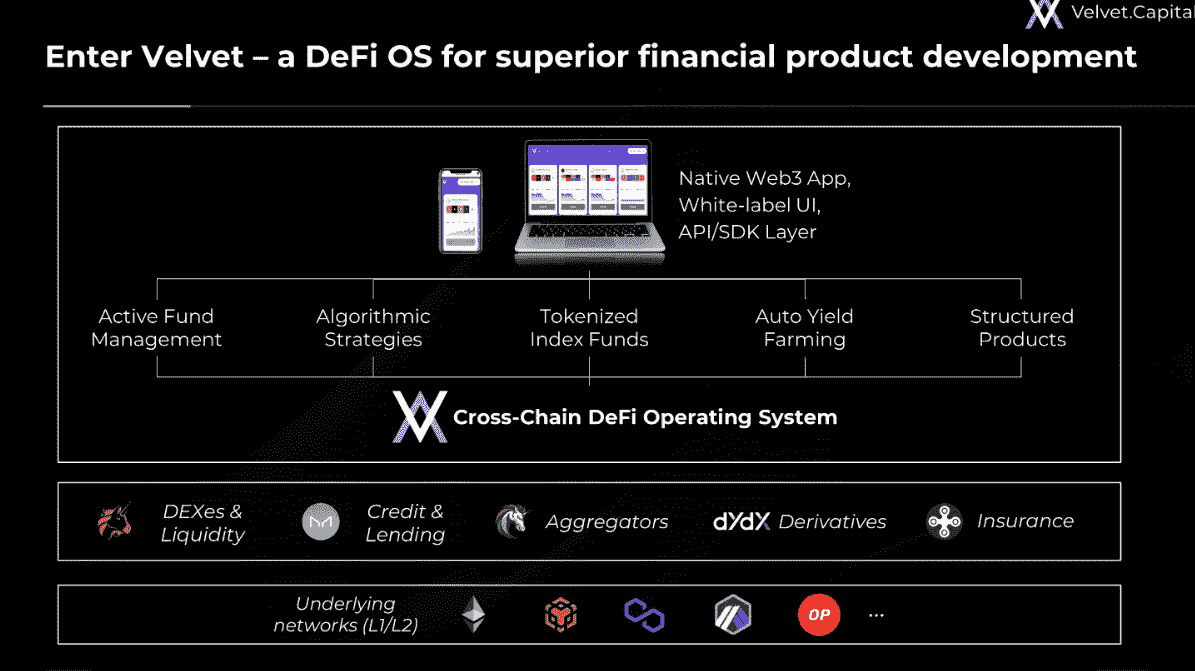 Velvet.Capital
Enter Velvet – a DeFi OS for superior financial product development
Native Web3 App,
White-label UI,
API/SDK Layer
Active Fund
Management
Algorithmic
Strategies
Tokenized
Index Funds
Auto Yield
Farming
Structured
Products
Cross-Chain DeFi Operating System
DEXes &
Liquidity
Credit &
Lending
Aggregators
dYdX Derivatives
Insurance
Underlying
networks (L1/L2)
OP
...